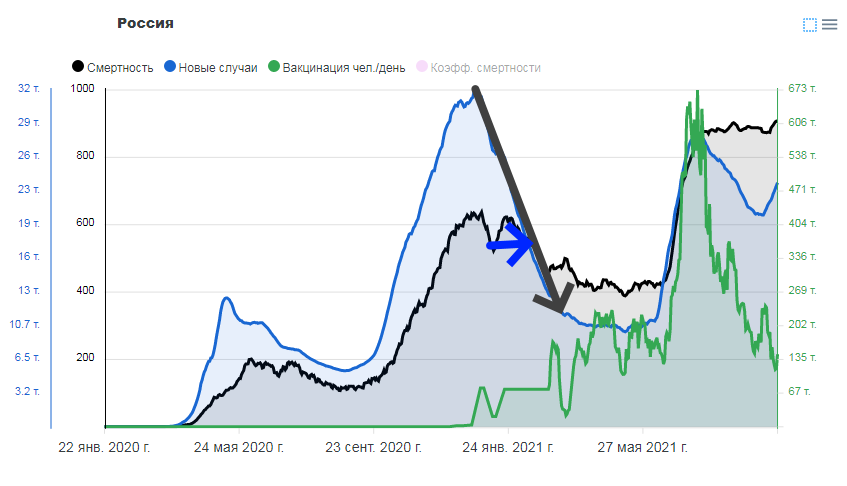 Россия
Смертность Новые случаи Вакцинация чел./день Коэфф. смертности
32 т. 1000 673 т.
29 т. 606 т.
26 т. 800 538 т.
23 т. 471 т.
19 т. 600 404 т.
16 т. 336 т.
13 т. 400 269 т.
10.7 т. 202 т.
6.5 т. 200 135 т.
3.2 т. 67 т.
22 янв. 2020 г. 24 мая 2020 г. 23 сент. 2020 г. 24 янв. 2021 г. 27 мая 2021 г.